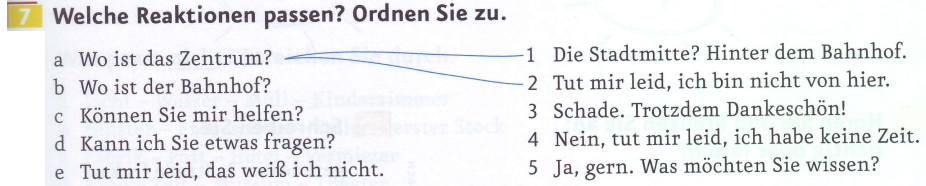 7 Welche Reaktionen passen? Ordnen Sie zu.
a Wo ist das Zentrum?
b Wo ist der Bahnhof?
c Können Sie mir helfen?
d Kann ich Sie etwas fragen?
e Tut mir leid, das weiß ich nicht.
1 Die Stadtmitte? Hinter dem Bahnhof.
2 Tut mir leid, ich bin nicht von hier.
3 Schade. Trotzdem Dankeschön!
4 Nein, tut mir leid, ich habe keine Zeit.
5 Ja, gern. Was möchten Sie wissen?